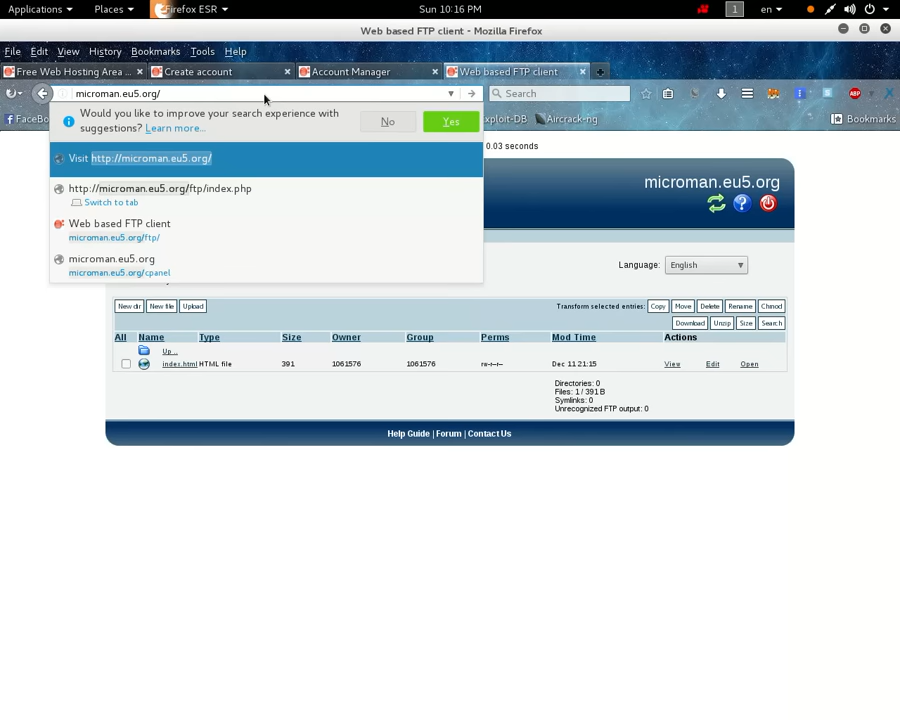 Applications Places Firefox ESR Sun 10:16 PM 1 en
Web based FTP client - Mozilla Firefox
File Edit View History Bookmarks Tools Help
Free Web Hosting Area ... × Create account × Account Manager × Web based FTP client ×
microman.eu5.org/ Search
Would you like to improve your search experience with
suggestions? Learn more...
No Yes
FaceBo xploit-DB Aircrack-ng Bookmarks
0.03 seconds
Visit http://microman.eu5.org/
http://microman.eu5.org/ftp/index.php
Switch to tab
Web based FTP client
microman.eu5.org/ftp/
microman.eu5.org
microman.eu5.org/cpanel
microman.eu5.org
Language: English
New dir New file Upload Transform selected entries: Copy Move Delete Rename Chmod
Download Unzip Size Search
All Name Type Size Owner Group Perms Mod Time Actions
Up ..
index.html HTML file 391 1061576 1061576 rw-r--r-- Dec 11 21:15 View Edit Open
Directories: 0
Files: 1 / 391 B
Symlinks: 0
Unrecognized FTP output: 0
Help Guide | Forum | Contact Us